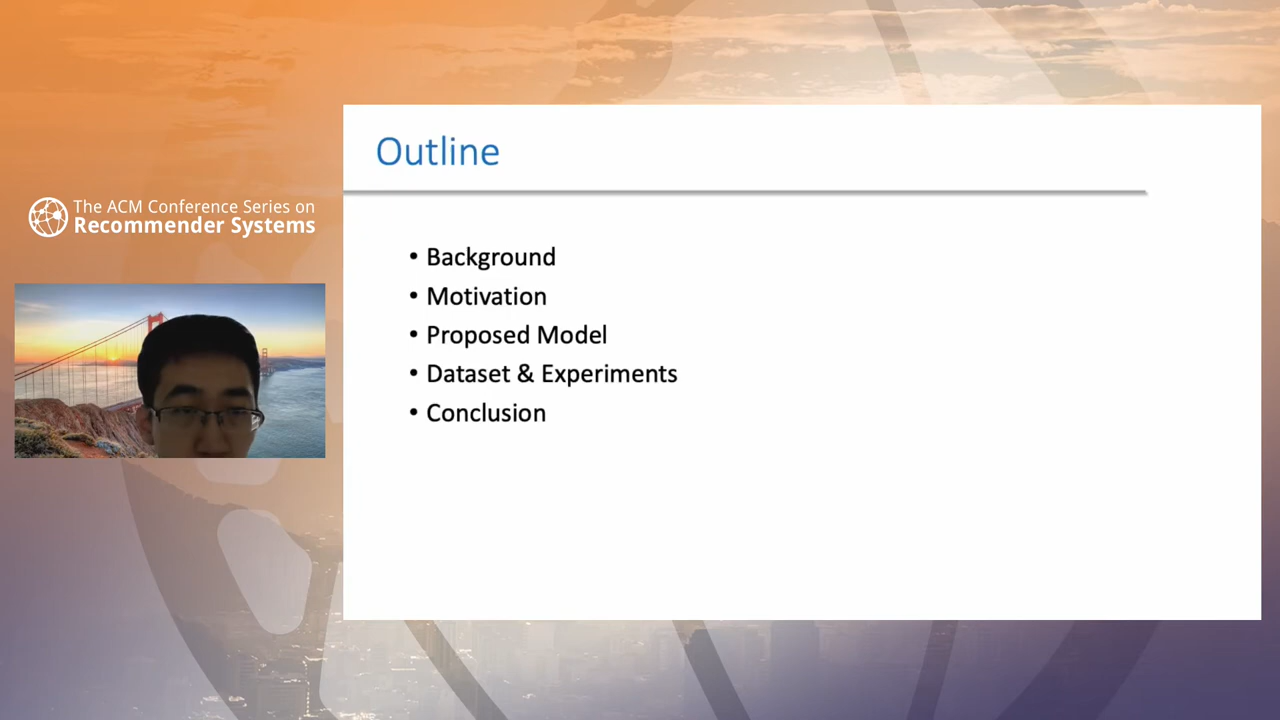 The ACM Conference Series on
Recommender Systems
Outline
• Background
• Motivation
• Proposed Model
• Dataset & Experiments
• Conclusion